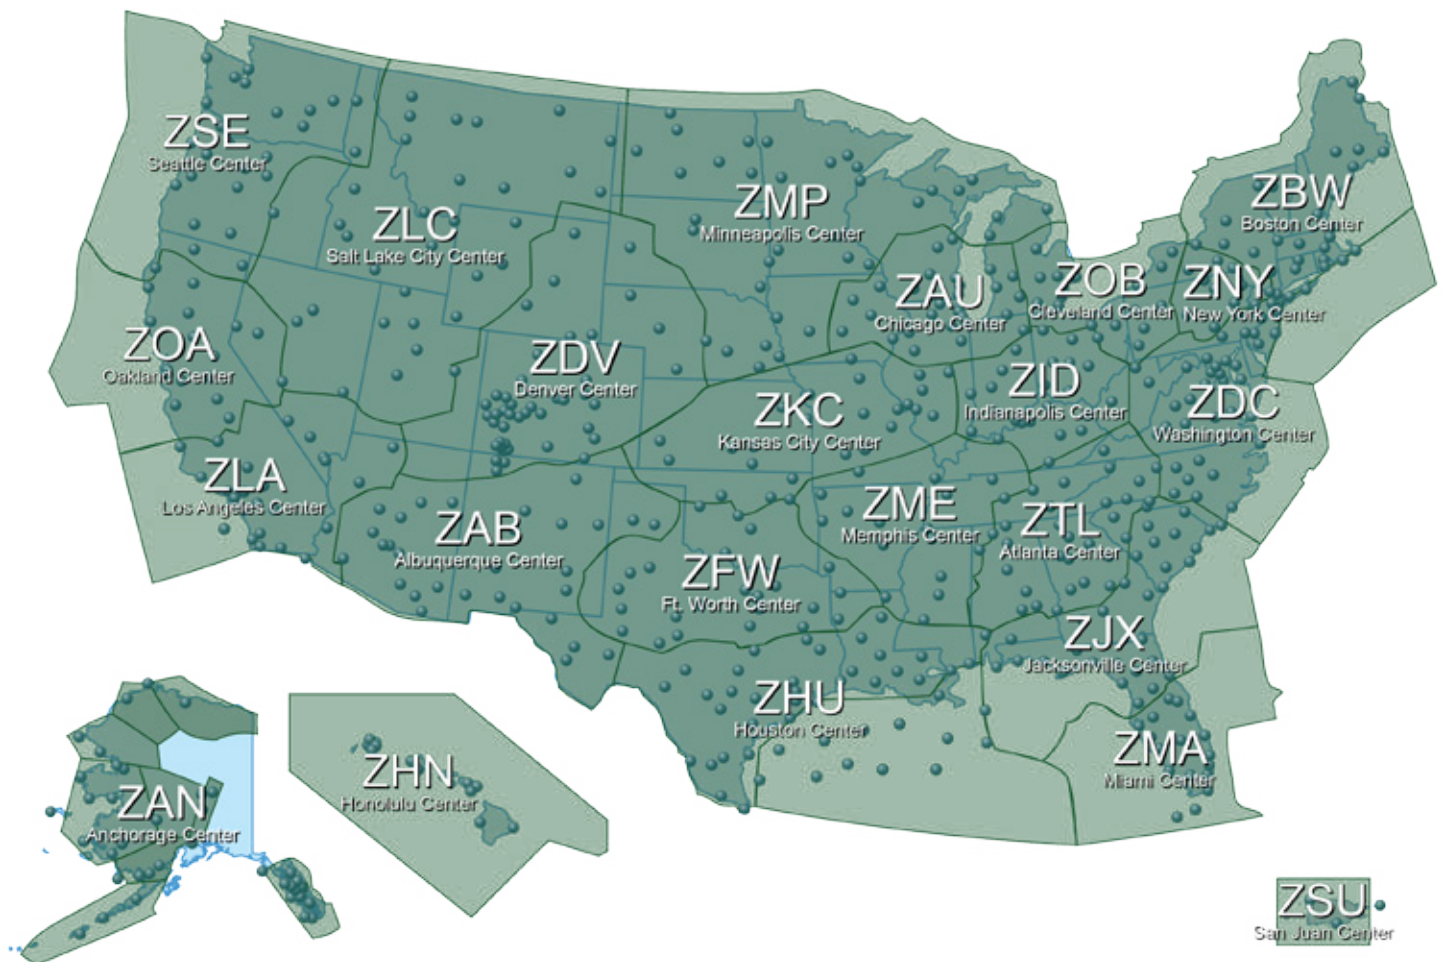 ZSE
Seattle Center
ZLC
Salt Lake City Center
ZMP
Minneapolis Center
ZBW
Boston Center
ZAU
Chicago Center
ZOB
Cleveland Center
ZNY
New York Center
ZOA
Oakland Center
ZDV
Denver Center
ZKC
Kansas City Center
ZID
Indianapolis Center
ZDC
Washington Center
ZLA
Los Angeles Center
ZAB
Albuquerque Center
ZME
Memphis Center
ZTL
Atlanta Center
ZFW
Ft. Worth Center
ZJX
Jacksonville Center
ZHU
Houston Center
ZMA
Miami Center
ZAN
Anchorage Center
ZHN
Honolulu Center
ZSU
San Juan Center